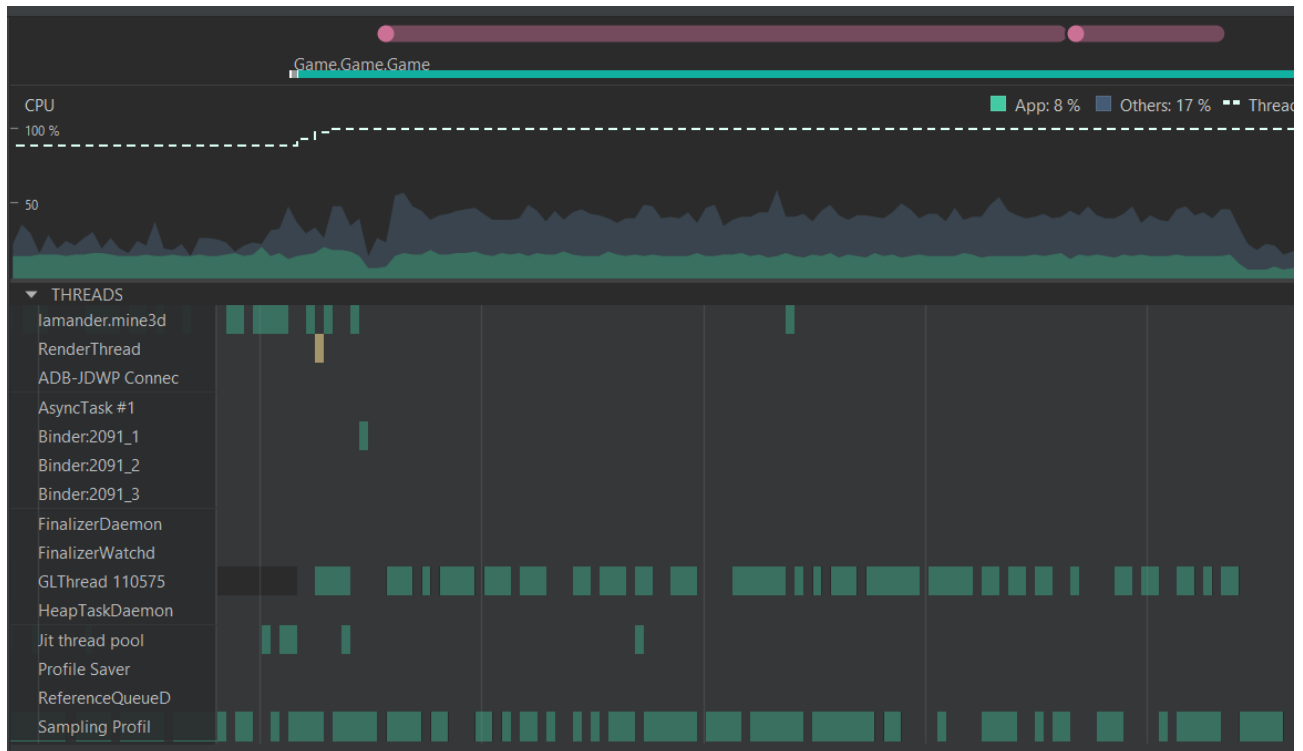 Game.Game.Game
CPU
App: 8 % Others: 17 % Threac
100 %
50
THREADS
lamander.mine3d
RenderThread
ADB-JDWP Connec
AsyncTask #1
Binder:2091_1
Binder:2091_2
Binder:2091_3
FinalizerDaemon
FinalizerWatchd
GLThread 110575
HeapTaskDaemon
Jit thread pool
Profile Saver
ReferenceQueueD
Sampling Profil